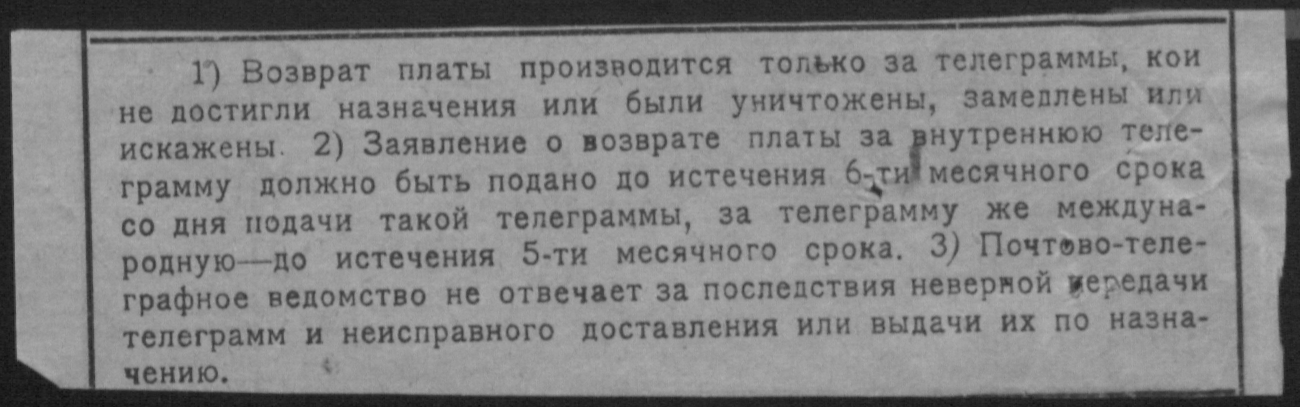 1) Возврат платы производится только за телеграммы, кои
не достигли назначения или были уничтожены, замедлены или
искажены. 2) Заявление о возврате платы за внутреннюю теле-
грамму должно быть подано до истечения 6-ти месячного срока
со дня подачи такой телеграммы, за телеграмму же междуна-
родную—до истечения 5-ти месячного срока. 3) Почтово-теле-
графное ведомство не отвечает за последствия неверной передачи
телеграмм и неисправного доставления или выдачи их по назна-
чению.